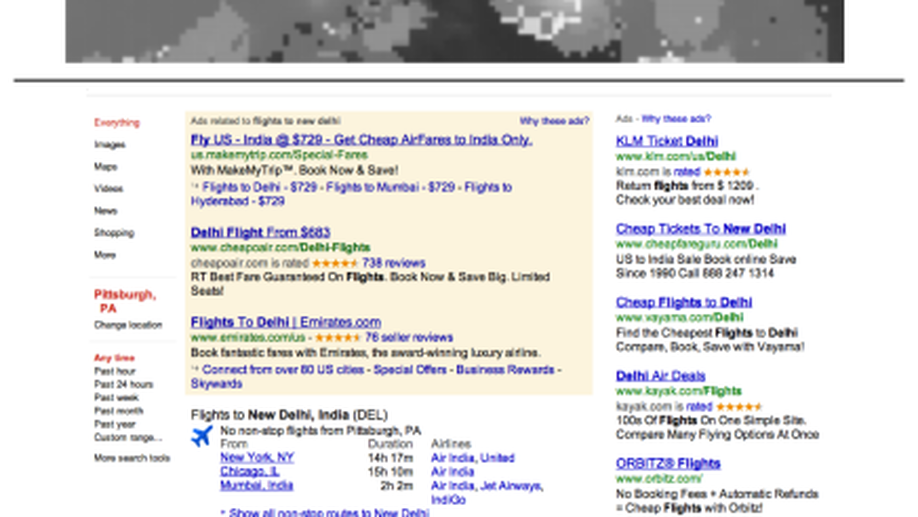 Everything
Images
Maps
Videos
News
Shopping
More
Pittsburgh,
PA
Change location
Any time
Past hour
Past 24 hours
Past week
Past month
Past year
Custom range...
More search tools
Ads related to flights to new delhi
Why these ads?
Fly US - India @ $729 - Get Cheap AirFares to India Only.
us.makemytrip.com/Special-Fares
With MakeMyTrip™. Book Now & Save!
Flights to Delhi - $729 - Flights to Mumbai - $729 - Flights to
Hyderabad - $729
Delhi Flight From $683
www.cheapoair.com/Delhi-Flights
cheapoair.com is rated ★★★★★ 738 reviews
RT Best Fare Guaranteed On Flights. Book Now & Save Big. Limited
Seats!
Flights To Delhi | Emirates.com
www.emirates.com/us - ★★★★★ 76 seller reviews
Book fantastic fares with Emirates, the award-winning luxury airline.
Connect from over 80 US cities - Special Offers - Business Rewards -
Skywards
Flights to New Delhi, India (DEL)
No non-stop flights from Pittsburgh, PA
From Duration Airlines
New York, NY 14h 17m Air India, United
Chicago, IL 15h 10m Air India
Mumbai, India 2h 2m Air India, Jet Airways,
IndiGo
+ Show all non-stop routes to New Delhi
Ads - Why these ads?
KLM Ticket Delhi
www.klm.com/us/Delhi
klm.com is rated ★★★★★
Return flights from $ 1209 .
Check your best deal now!
Cheap Tickets To New Delhi
www.cheapfareguru.com/Delhi
US to India Sale Book online Save
Since 1990 Call 888 247 1314
Cheap Flights to Delhi
www.vayama.com/Delhi
Find the Cheapest Flights to Delhi
Compare, Book, Save with Vayama!
Delhi Air Deals
www.kayak.com/Flights
kayak.com is rated ★★★★★
100s Of Flights On One Simple Site.
Compare Many Flying Options At Once
ORBITZ® Flights
www.orbitz.com/
No Booking Fees + Automatic Refunds
= Cheap Flights with Orbitz!